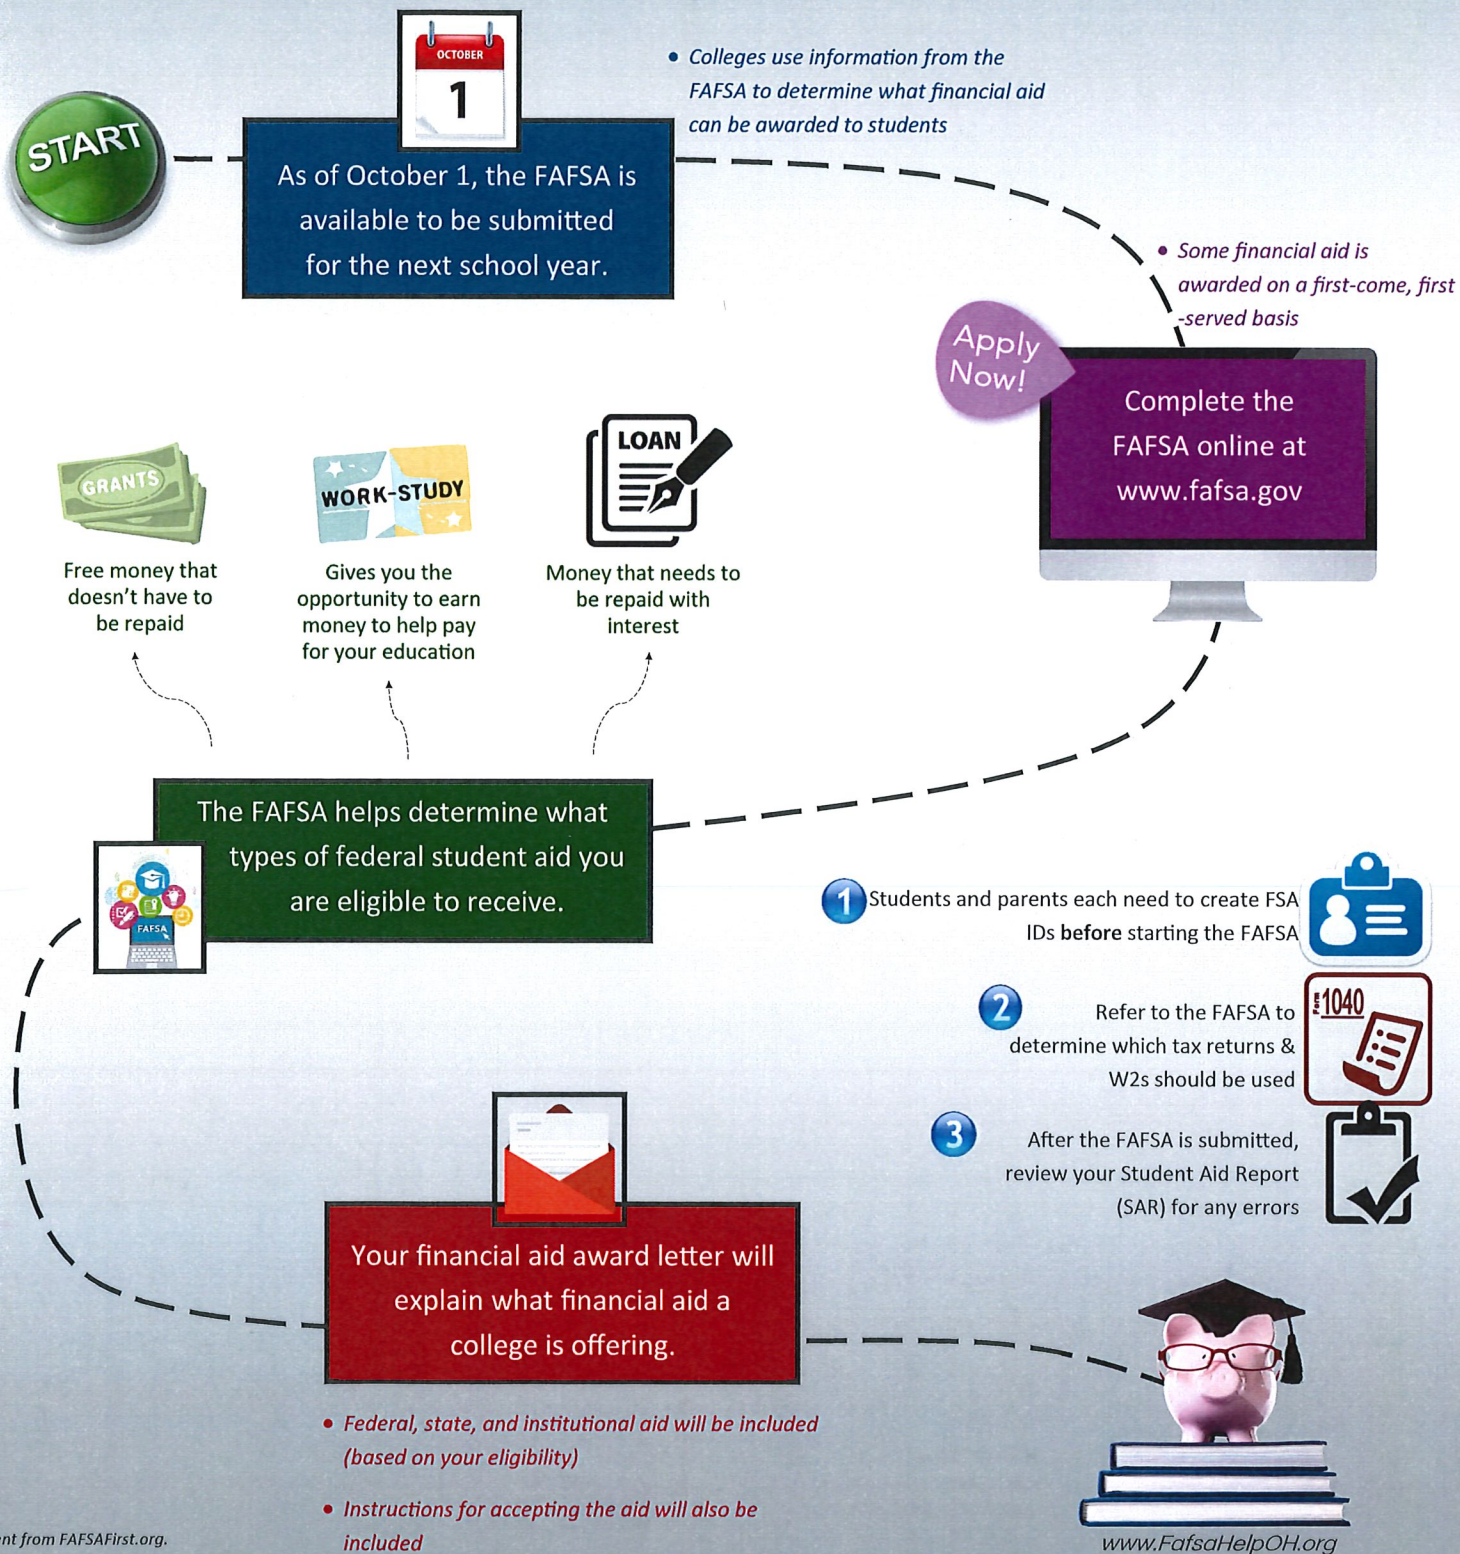 START
OCTOBER
1
As of October 1, the FAFSA is
available to be submitted
for the next school year.
• Colleges use information from the
FAFSA to determine what financial aid
can be awarded to students
• Some financial aid is
awarded on a first-come, first
-served basis
Apply
Now!
Complete the
FAFSA online at
www.fafsa.gov
GRANTS
Free money that
doesn't have to
be repaid
WORK-STUDY
Gives you the
opportunity to earn
money to help pay
for your education
LOAN
Money that needs to
be repaid with
interest
The FAFSA helps determine what
types of federal student aid you
are eligible to receive.
FAFSA
1 Students and parents each need to create FSA
IDs before starting the FAFSA
2 Refer to the FAFSA to
determine which tax returns &
W2s should be used
Form 1040
3 After the FAFSA is submitted,
review your Student Aid Report
(SAR) for any errors
Your financial aid award letter will
explain what financial aid a
college is offering.
• Federal, state, and institutional aid will be included
(based on your eligibility)
• Instructions for accepting the aid will also be
included
from FAFSAFirst.org.
www.FafsaHelpOH.org